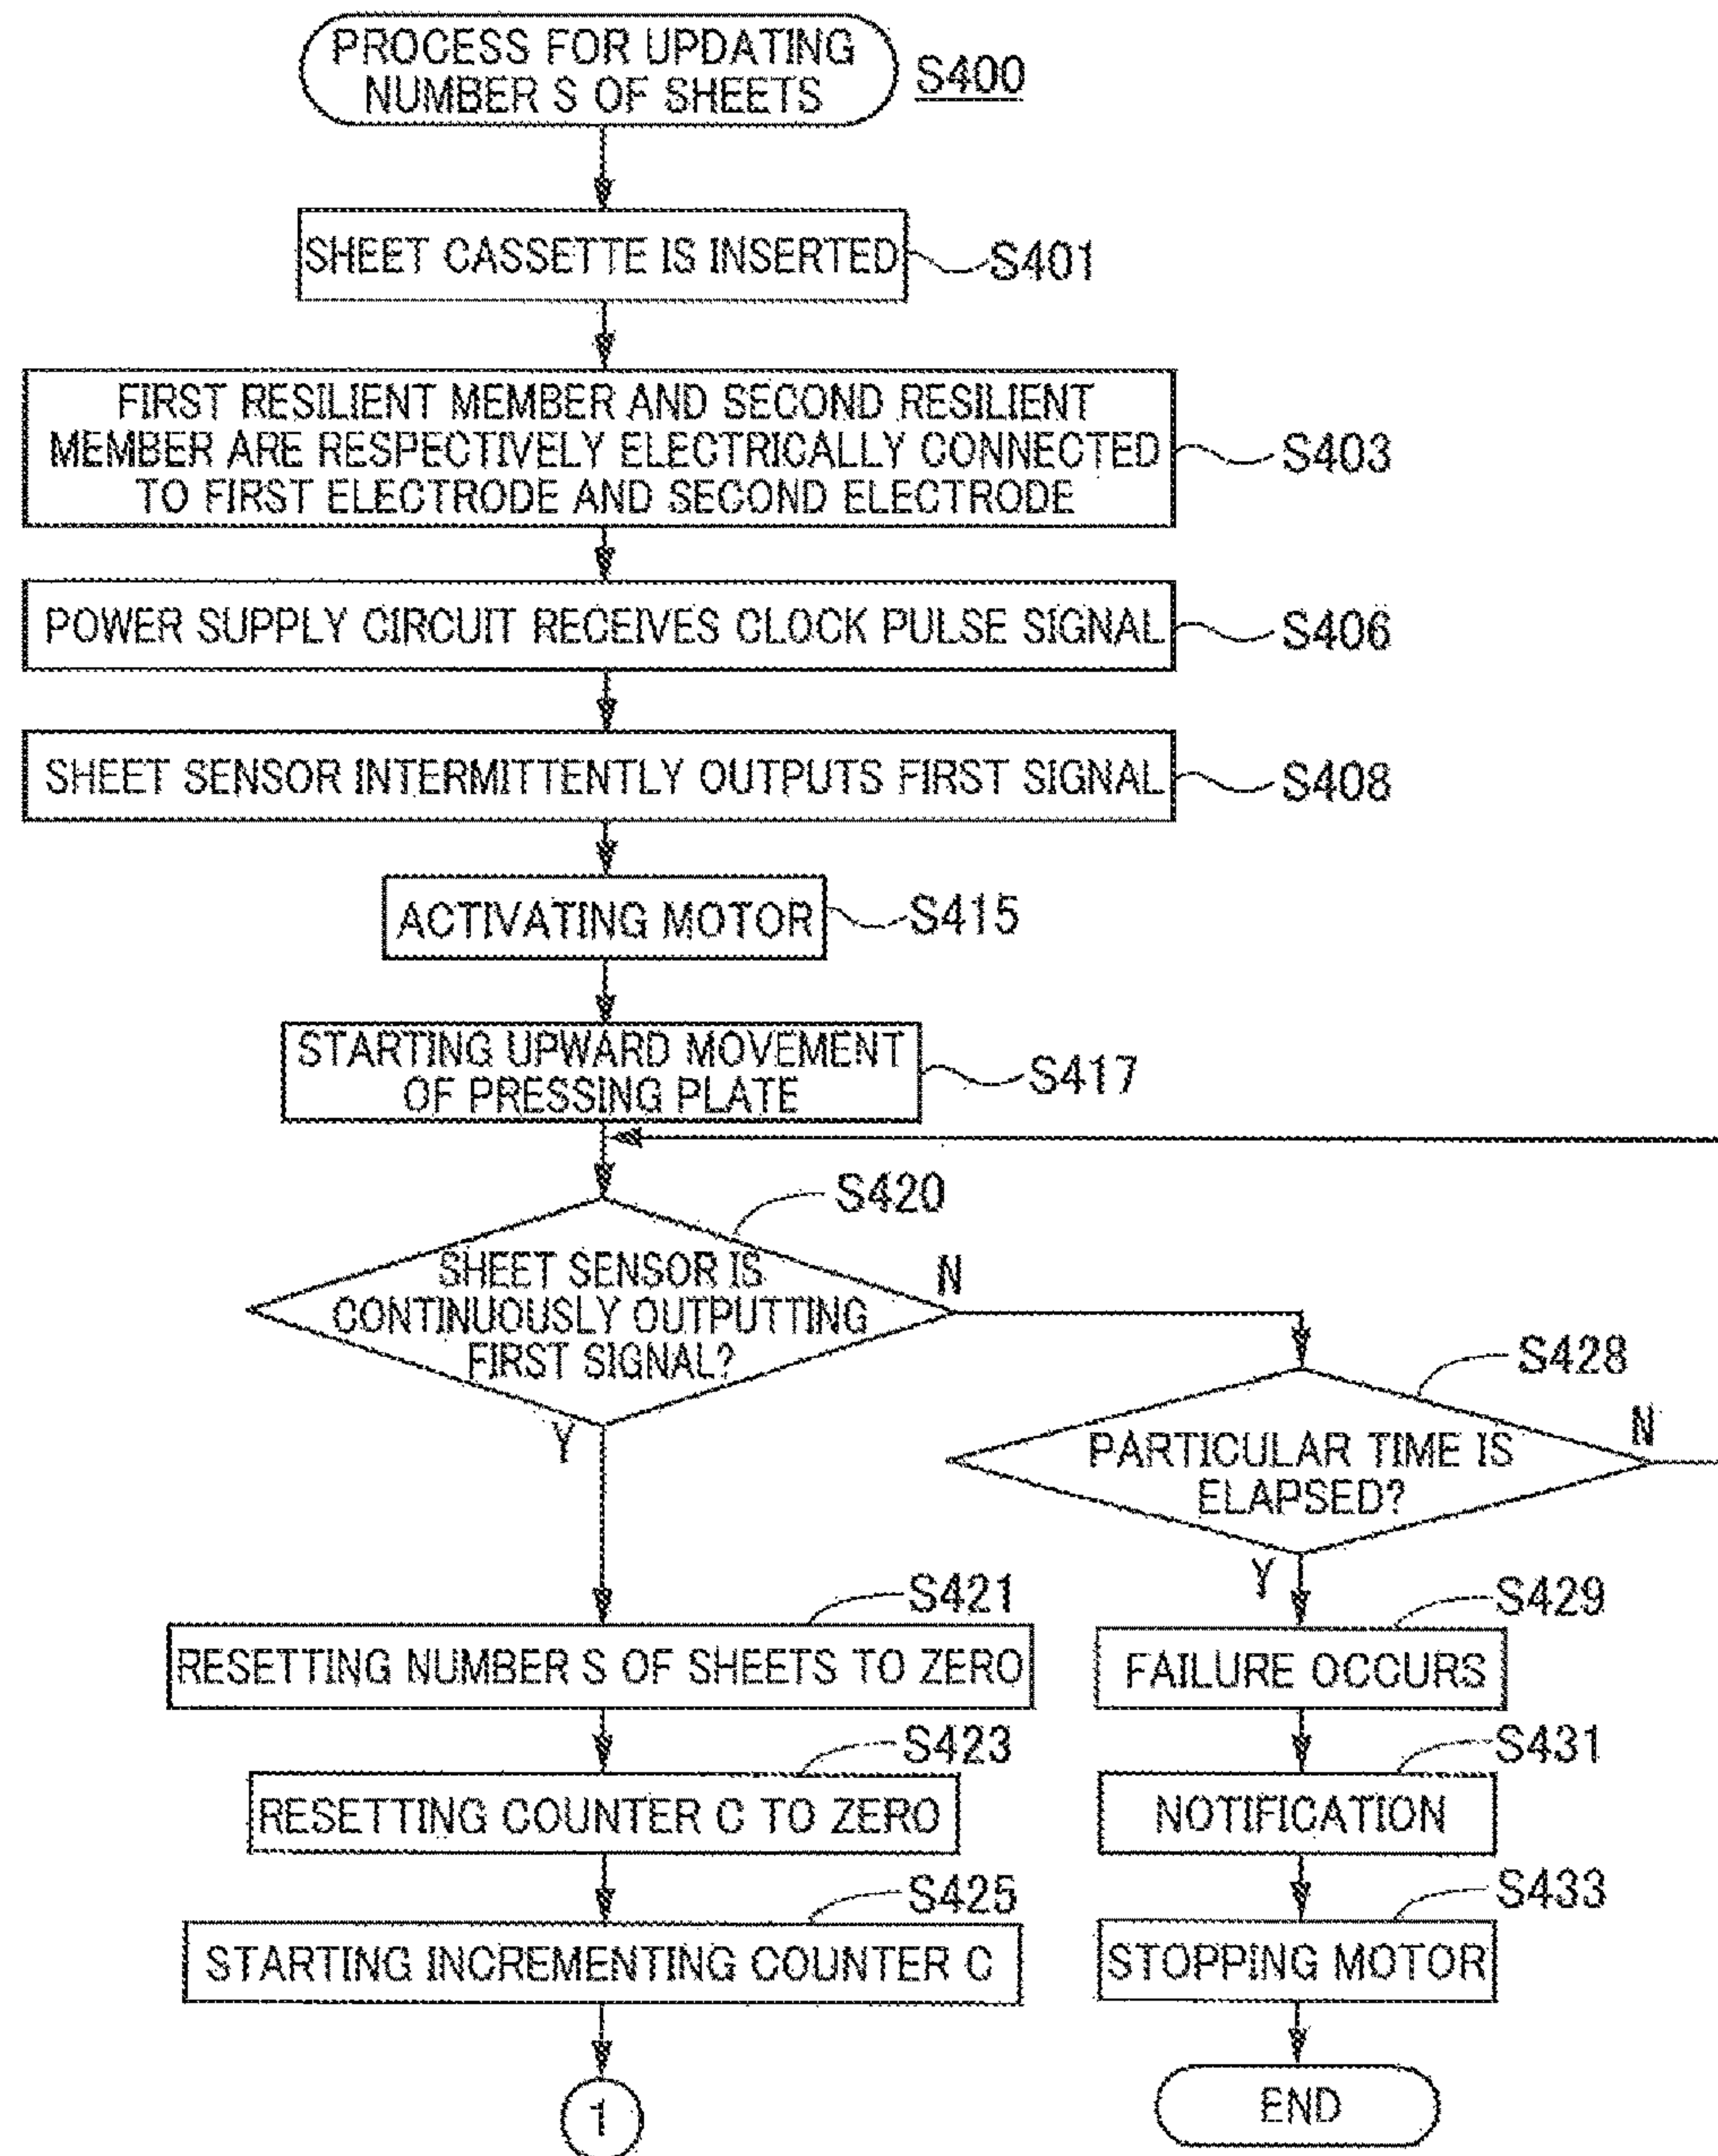 PROCESS FOR UPDATING
NUMBER S OF SHEETS
S400
SHEET CASSETTE IS INSERTED
S401
FIRST RESILIENT MEMBER AND SECOND RESILIENT
MEMBER ARE RESPECTIVELY ELECTRICALLY CONNECTED
TO FIRST ELECTRODE AND SECOND ELECTRODE
S403
POWER SUPPLY CIRCUIT RECEIVES CLOCK PULSE SIGNAL
S406
SHEET SENSOR INTERMITTENTLY OUTPUTS FIRST SIGNAL
S408
ACTIVATING MOTOR
S415
STARTING UPWARD MOVEMENT
OF PRESSING PLATE
S417
S420
SHEET SENSOR IS
CONTINUOUSLY OUTPUTTING
FIRST SIGNAL?
N
Y
S428
PARTICULAR TIME IS
ELAPSED?
N
Y
S421
RESETTING NUMBER S OF SHEETS TO ZERO
S429
FAILURE OCCURS
S423
RESETTING COUNTER C TO ZERO
S431
NOTIFICATION
S425
STARTING INCREMENTING COUNTER C
S433
STOPPING MOTOR
1
END